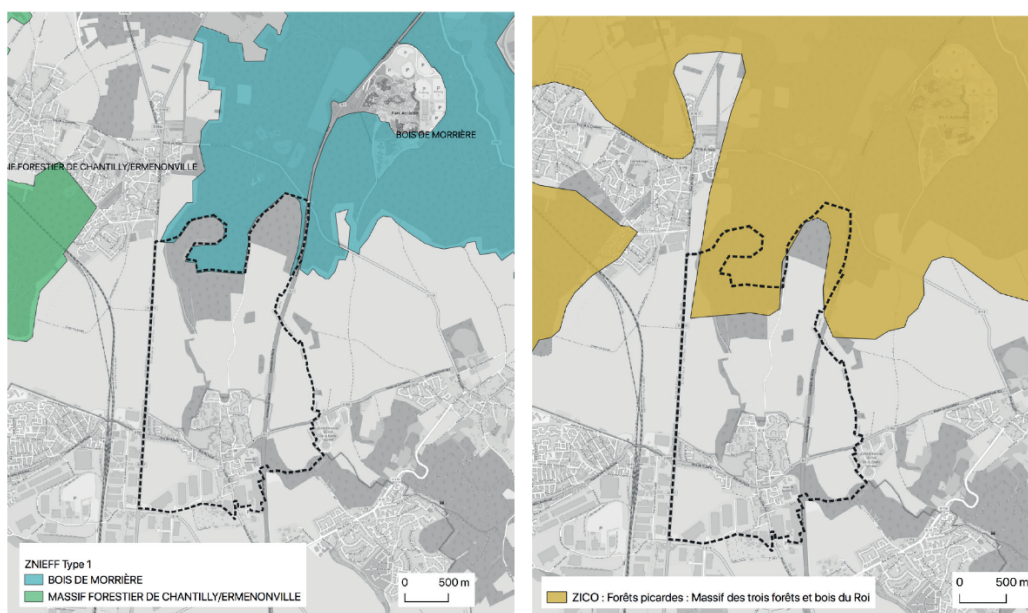 BOIS DE MORRIÈRE
SIF FORESTIER DE CHANTILLY/ERMENONVILLE
ZNIEFF Type 1
BOIS DE MORRIÈRE
MASSIF FORESTIER DE CHANTILLY/ERMENONVILLE
0 500 m
ZICO : Forêts picardes : Massif des trois forêts et bois du Roi
0 500 m